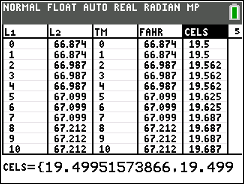 NORMAL FLOAT AUTO REAL RADIAN MP
L1 L2 TM FAHR CELS 5
0 66.874 0 66.874 19.5
1 66.874 1 66.874 19.5
2 66.987 2 66.987 19.562
3 66.987 3 66.987 19.562
4 66.987 4 66.987 19.562
5 67.099 5 67.099 19.625
6 67.099 6 67.099 19.625
7 67.099 7 67.099 19.625
8 67.212 8 67.212 19.687
9 67.212 9 67.212 19.687
10 67.212 10 67.212 19.687
CELS={19.49951573866,19.499